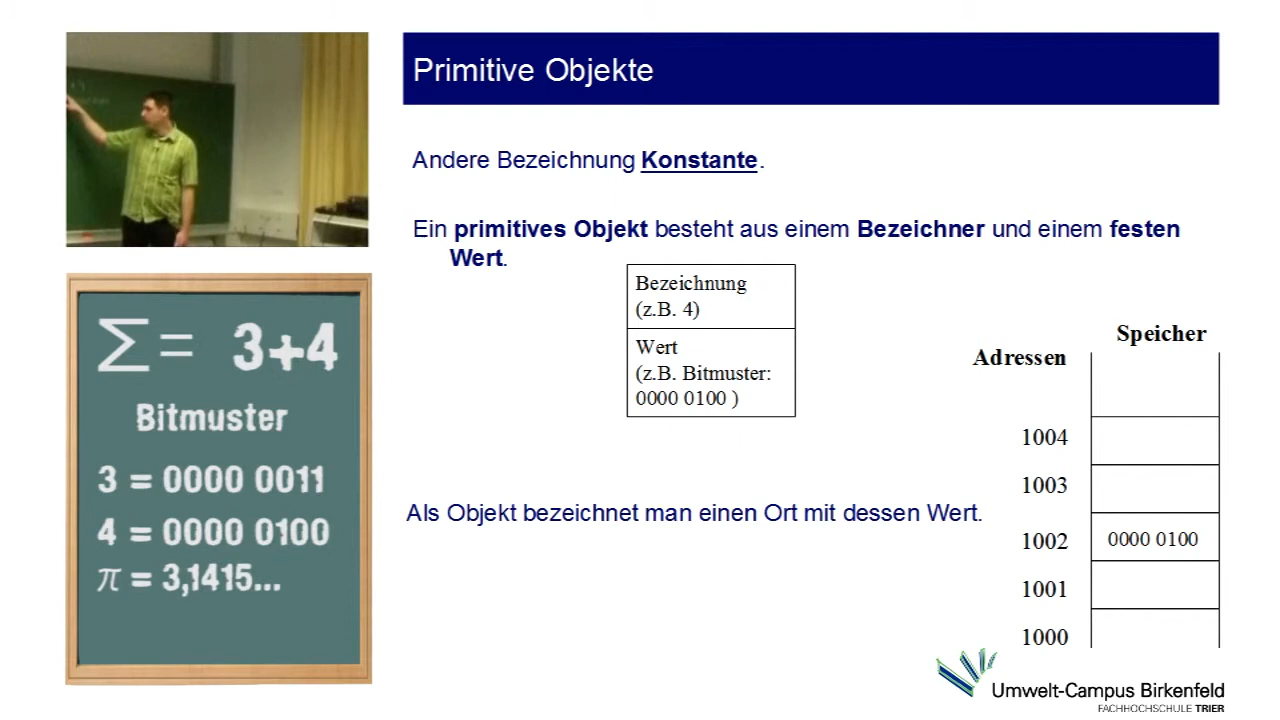 Primitive Objekte
Andere Bezeichnung Konstante.
Ein primitives Objekt besteht aus einem Bezeichner und einem festen
Wert.
Bezeichnung
(z.B. 4)
Wert
(z.B. Bitmuster:
0000 0100 )
Als Objekt bezeichnet man einen Ort mit dessen Wert.
Speicher
Adressen
1004
1003
1002 0000 0100
1001
1000
∑ = 3+4
Bitmuster
3 = 0000 0011
4 = 0000 0100
π = 3,1415...
Umwelt-Campus Birkenfeld
FACHHOCHSCHULE TRIER